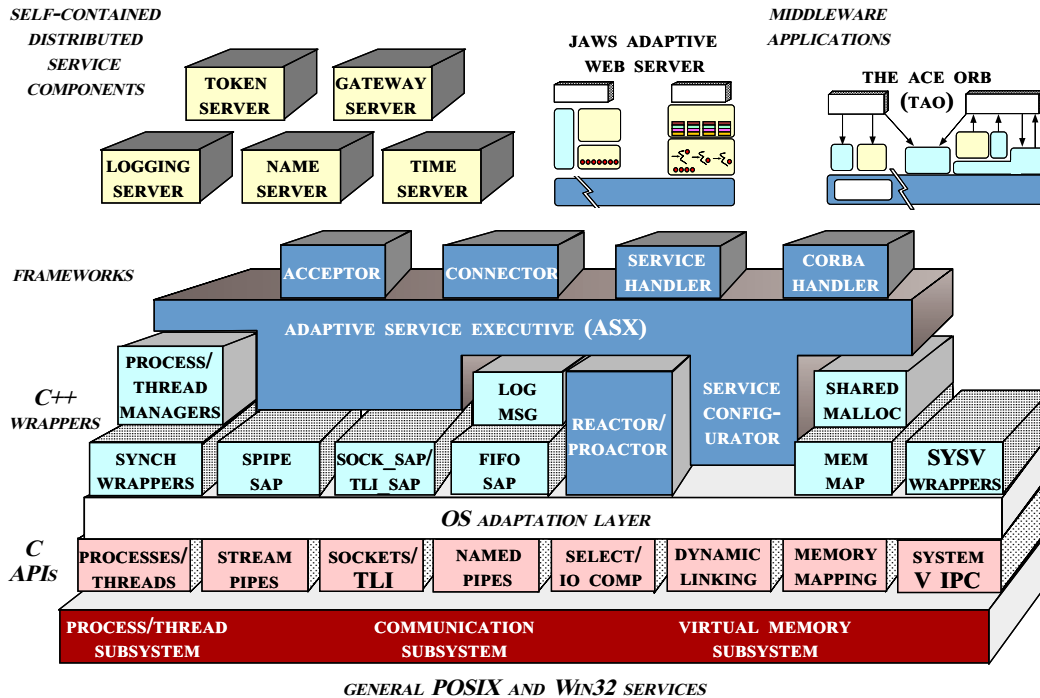 SELF-CONTAINED
DISTRIBUTED
SERVICE
COMPONENTS
MIDDLEWARE
APPLICATIONS
TOKEN
SERVER
GATEWAY
SERVER
LOGGING
SERVER
NAME
SERVER
TIME
SERVER
JAWS ADAPTIVE
WEB SERVER
THE ACE ORB
(TAO)
FRAMEWORKS
ACCEPTOR
CONNECTOR
SERVICE
HANDLER
CORBA
HANDLER
ADAPTIVE SERVICE EXECUTIVE (ASX)
C++
WRAPPERS
PROCESS/
THREAD
MANAGERS
LOG
MSG
REACTOR/
PROACTOR
SERVICE
CONFIG-
URATOR
SHARED
MALLOC
SYNCH
WRAPPERS
SPIPE
SAP
SOCK_SAP/
TLI_SAP
FIFO
SAP
MEM
MAP
SYSV
WRAPPERS
OS ADAPTATION LAYER
C
APIS
PROCESSES/
THREADS
STREAM
PIPES
SOCKETS/
TLI
NAMED
PIPES
SELECT/
IO COMP
DYNAMIC
LINKING
MEMORY
MAPPING
SYSTEM
V IPC
PROCESS/THREAD
SUBSYSTEM
COMMUNICATION
SUBSYSTEM
VIRTUAL MEMORY
SUBSYSTEM
GENERAL POSIX AND WIN32 SERVICES